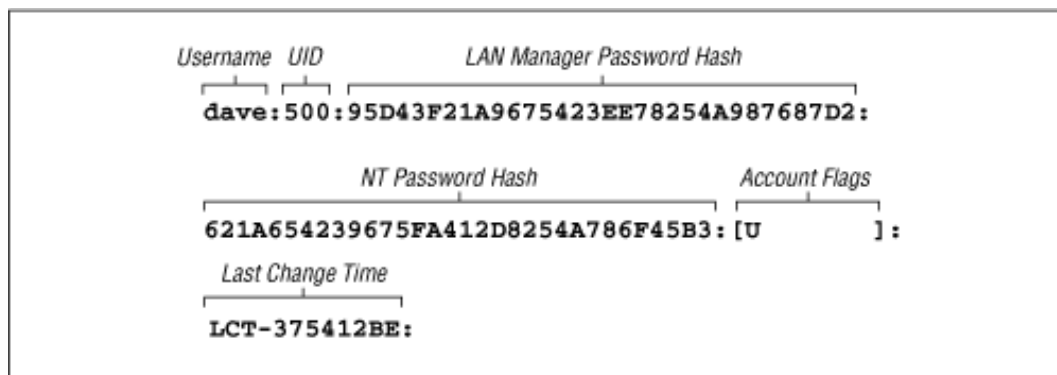 Username UID LAN Manager Password Hash
dave:500:95D43F21A9675423EE78254A987687D2:
NT Password Hash Account Flags
621A654239675FA412D8254A786F45B3:[U ]:
Last Change Time
LCT-375412BE: